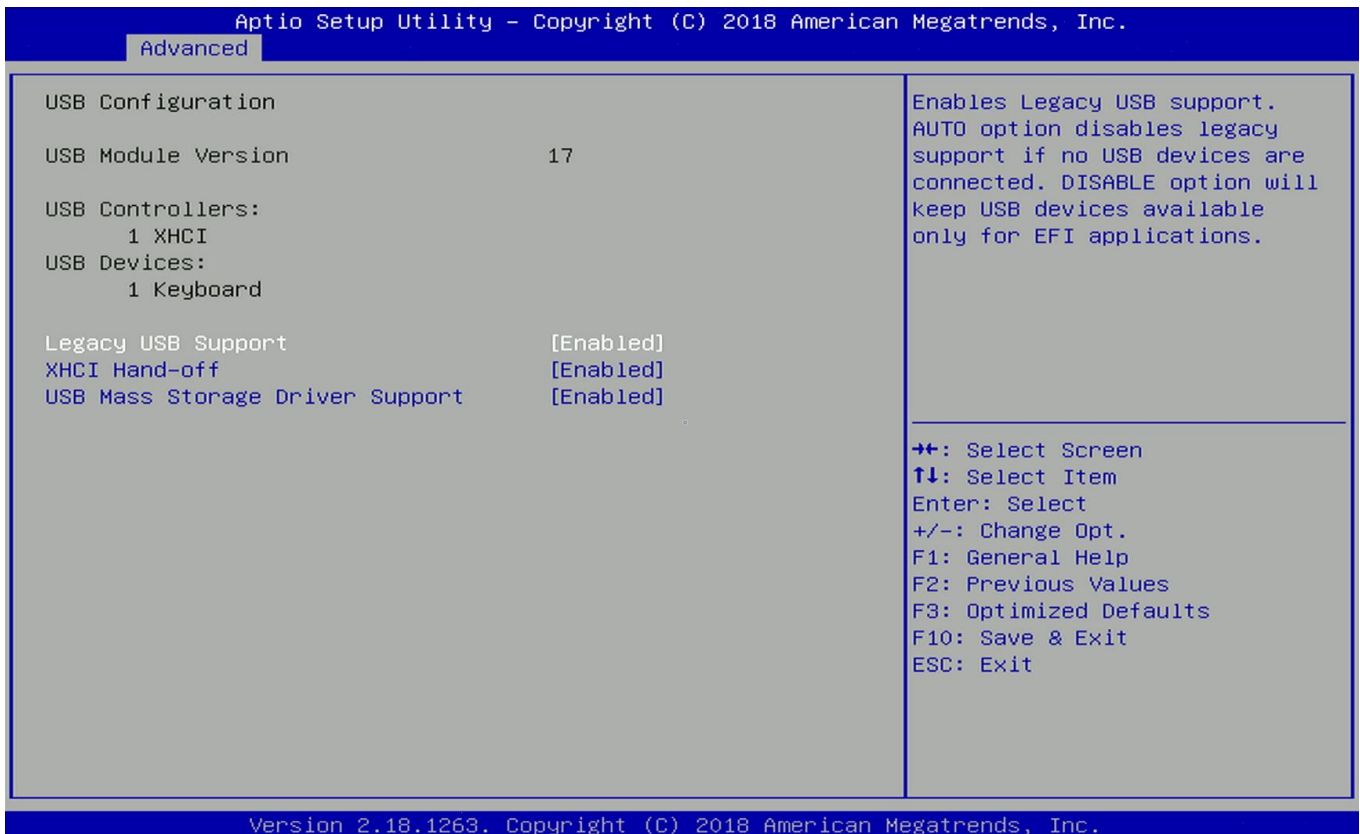 Aptio Setup Utility – Copyright (C) 2018 American Megatrends, Inc.
Advanced
USB Configuration
USB Module Version 17
USB Controllers:
1 XHCI
USB Devices:
1 Keyboard
Legacy USB Support [Enabled]
XHCI Hand-off [Enabled]
USB Mass Storage Driver Support [Enabled]
Enables Legacy USB support.
AUTO option disables legacy
support if no USB devices are
connected. DISABLE option will
keep USB devices available
only for EFI applications.
→←: Select Screen
↑↓: Select Item
Enter: Select
+/-: Change Opt.
F1: General Help
F2: Previous Values
F3: Optimized Defaults
F10: Save & Exit
ESC: Exit
Version 2.18.1263. Copyright (C) 2018 American Megatrends, Inc.